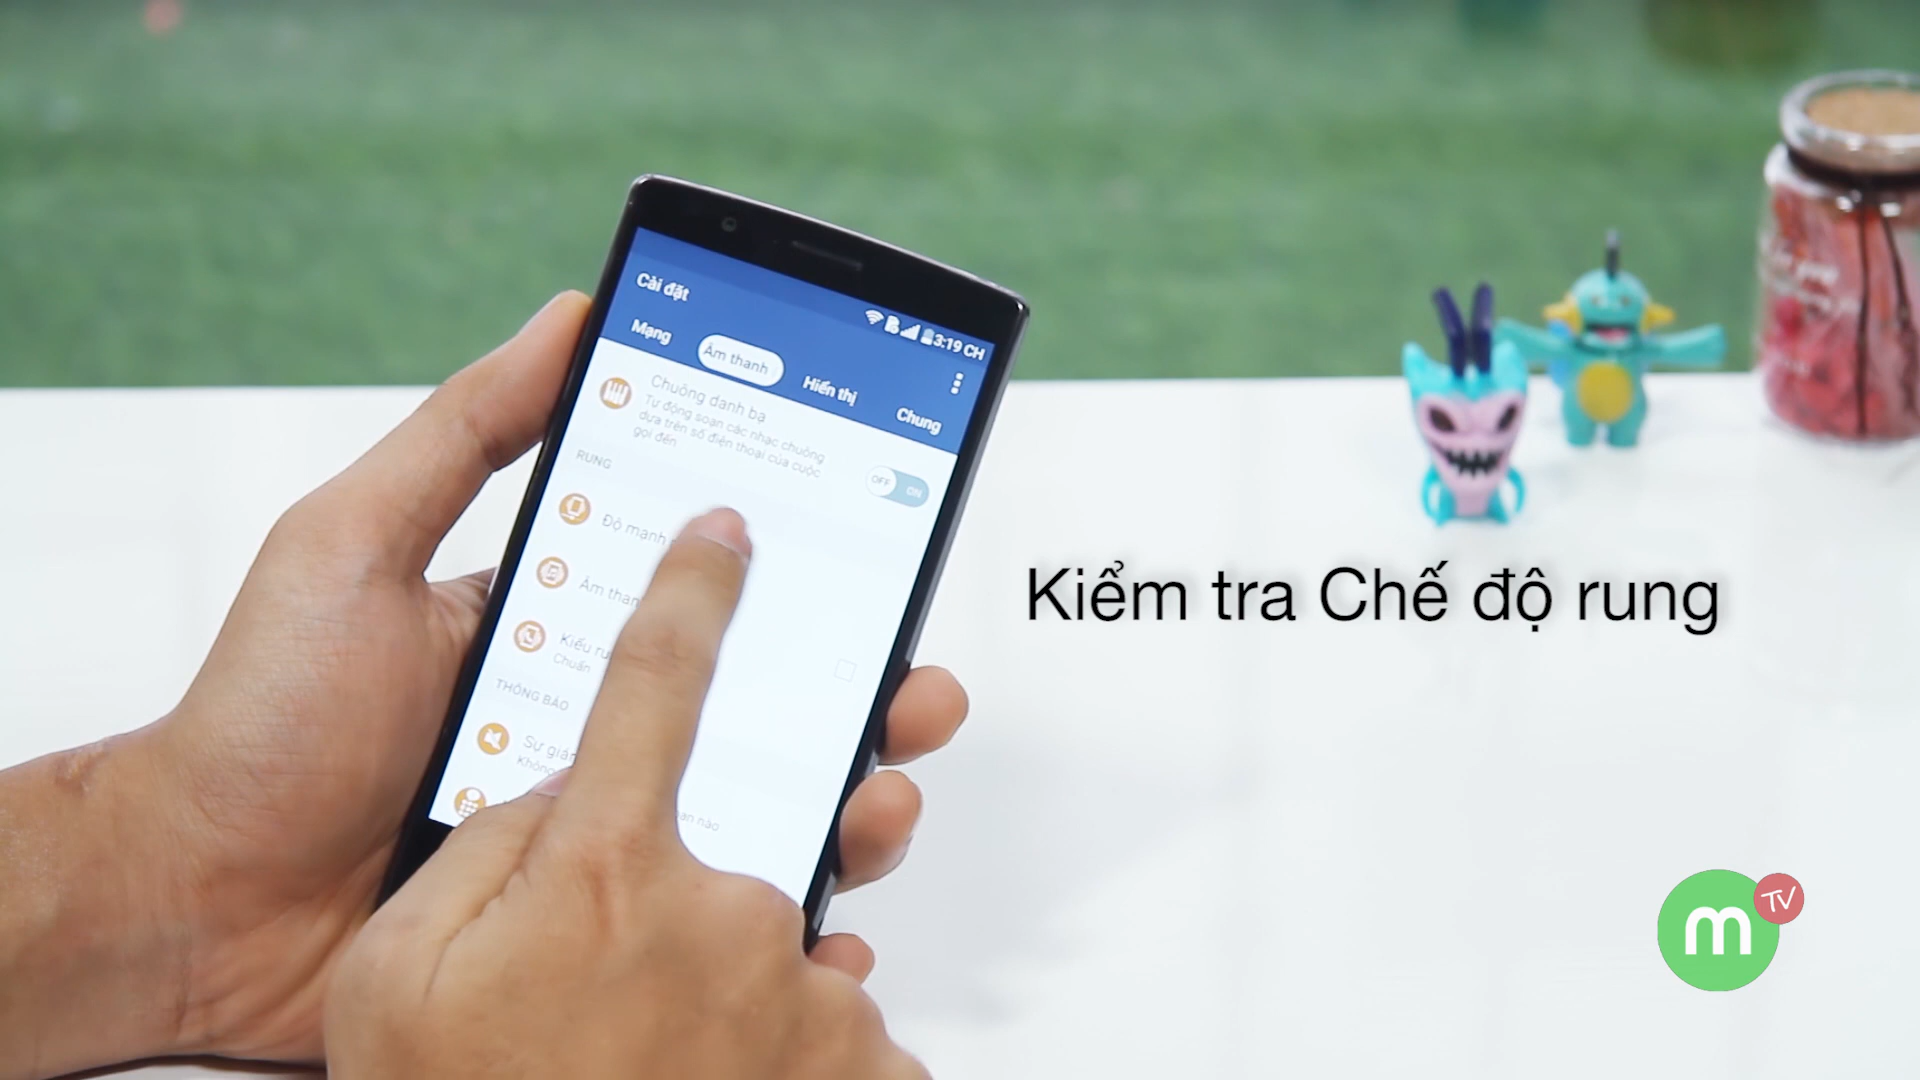 Cài đặt
3:19 CH
Mạng
Âm thanh
Hiển thị
Chung
Chuông danh bạ
Tự động soạn các nhạc chuông
dựa trên số điện thoại của cuộc
gọi đến
OFF ON
RUNG
Độ mạnh
Âm than
Kiểu ru
Chuẩn
THÔNG BÁO
Sự gián
Không
nào
Kiểm tra Chế độ rung
m TV